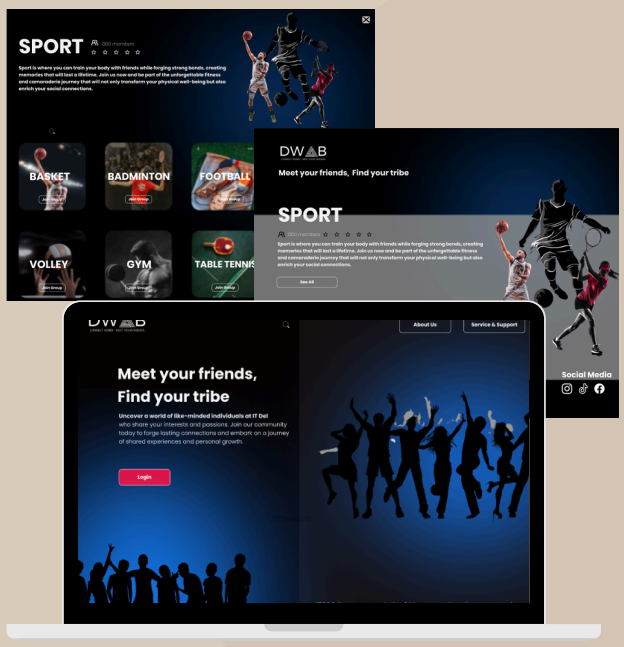 SPORT
000 members
Sport is where you can train your body with friends while forging strong bonds, creating
memories that will last a lifetime. Join us now and be part of the unforgettable fitness
and camaraderie journey that will not only transform your physical well-being but also
enrich your social connections.
BASKET
Join Group
BADMINTON
Join Group
FOOTBALL
Join Group
VOLLEY
Join Group
GYM
Join Group
TABLE TENNIS
Join Group
DWAB
Meet your friends, Find your tribe
SPORT
000 members
Sport is where you can train your body with friends while forging strong bonds, creating
memories that will last a lifetime. Join us now and be part of the unforgettable fitness
and camaraderie journey that will not only transform your physical well-being but also
enrich your social connections.
See All
Social Media
DWAB
About Us
Service & Support
Meet your friends,
Find your tribe
Uncover a world of like-minded individuals at IT Del
who share your interests and passions. Join our community
today to forge lasting connections and embark on a journey
of shared experiences and personal growth.
Login